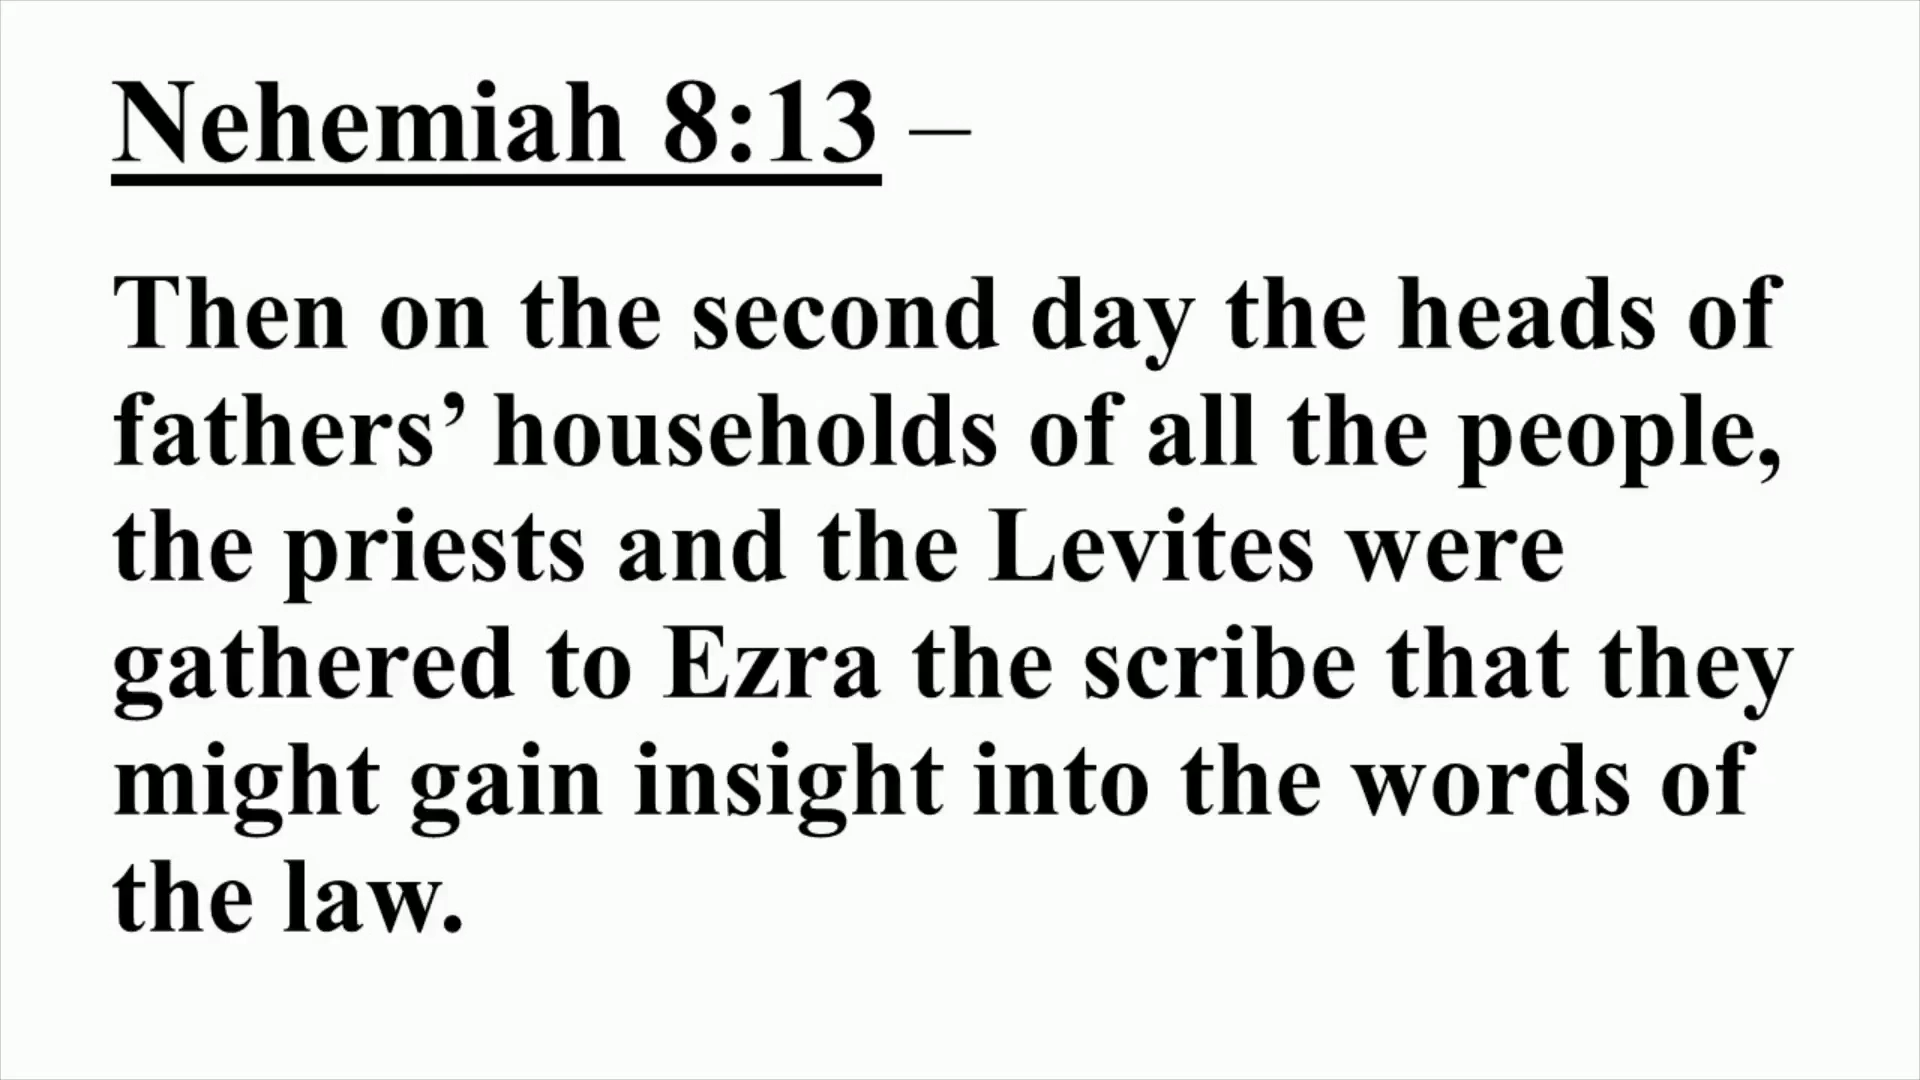 Nehemiah 8:13 –
Then on the second day the heads of
fathers’ households of all the people,
the priests and the Levites were
gathered to Ezra the scribe that they
might gain insight into the words of
the law.